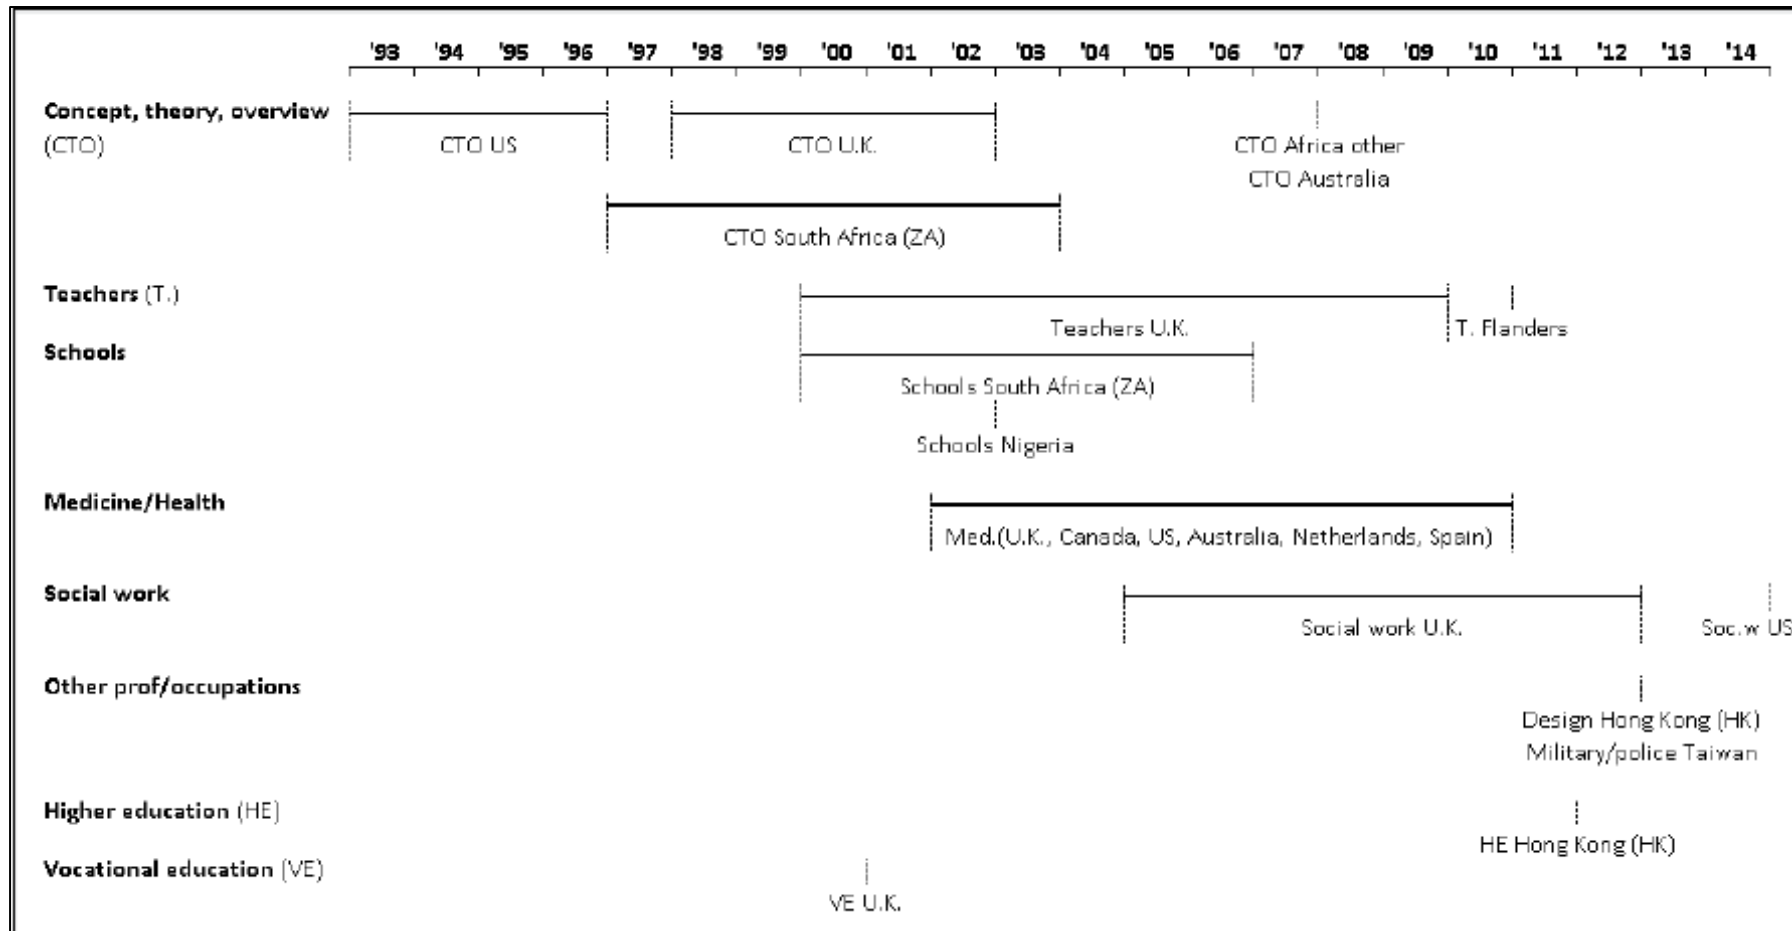 '93 '94 '95 '96 '97 '98 '99 '00 '01 '02 '03 '04 '05 '06 '07 '08 '09 '10 '11 '12 '13 '14
Concept, theory, overview
(CTO)
CTO US
CTO U.K.
CTO Africa other
CTO Australia
CTO South Africa (ZA)
Teachers (T.)
Teachers U.K.
T. Flanders
Schools
Schools South Africa (ZA)
Schools Nigeria
Medicine/Health
Med.(U.K., Canada, US, Australia, Netherlands, Spain)
Social work
Social work U.K.
Soc.w US
Other prof/occupations
Design Hong Kong (HK)
Military/police Taiwan
Higher education (HE)
HE Hong Kong (HK)
Vocational education (VE)
VE U.K.